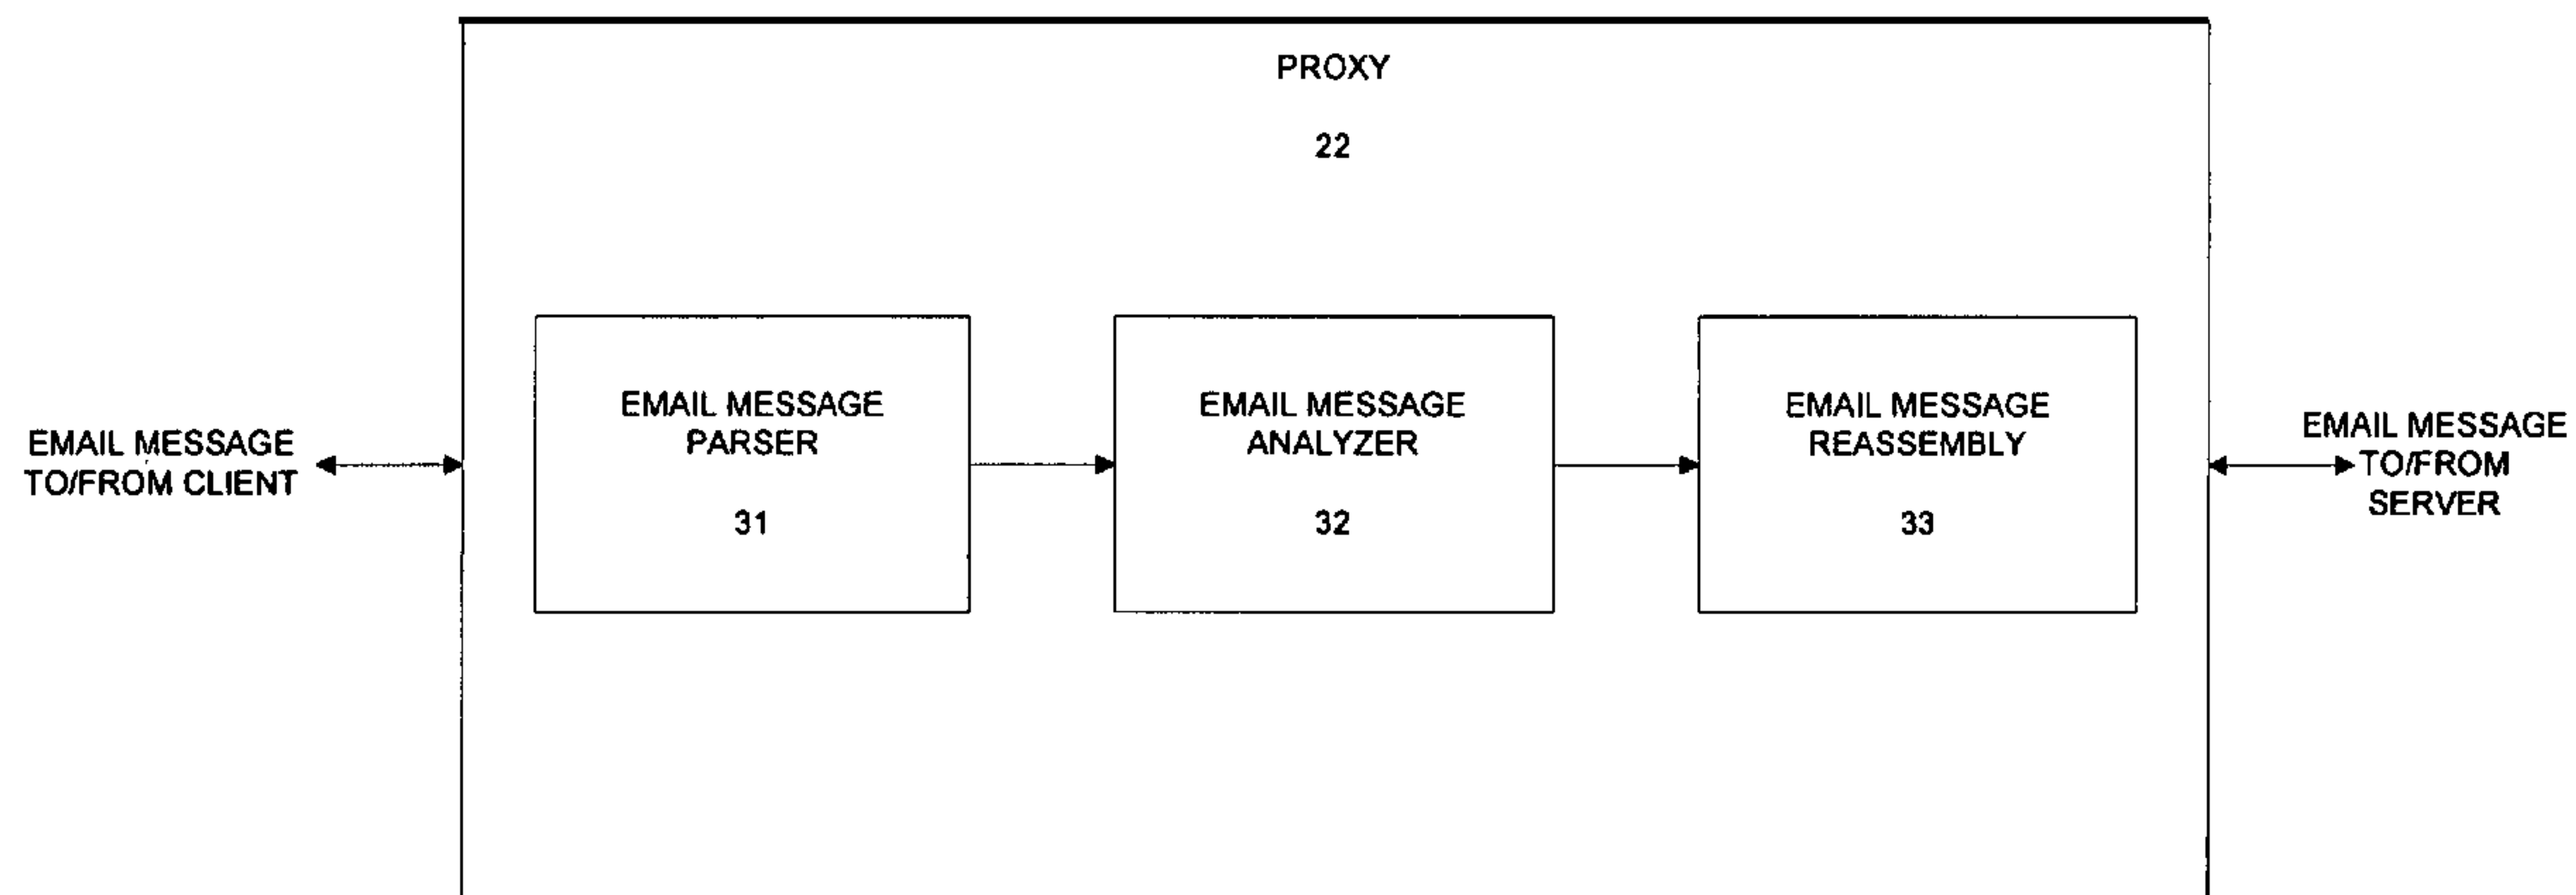 PROXY
22
EMAIL MESSAGE
TO/FROM CLIENT
EMAIL MESSAGE
PARSER
31
EMAIL MESSAGE
ANALYZER
32
EMAIL MESSAGE
REASSEMBLY
33
EMAIL MESSAGE
TO/FROM
SERVER